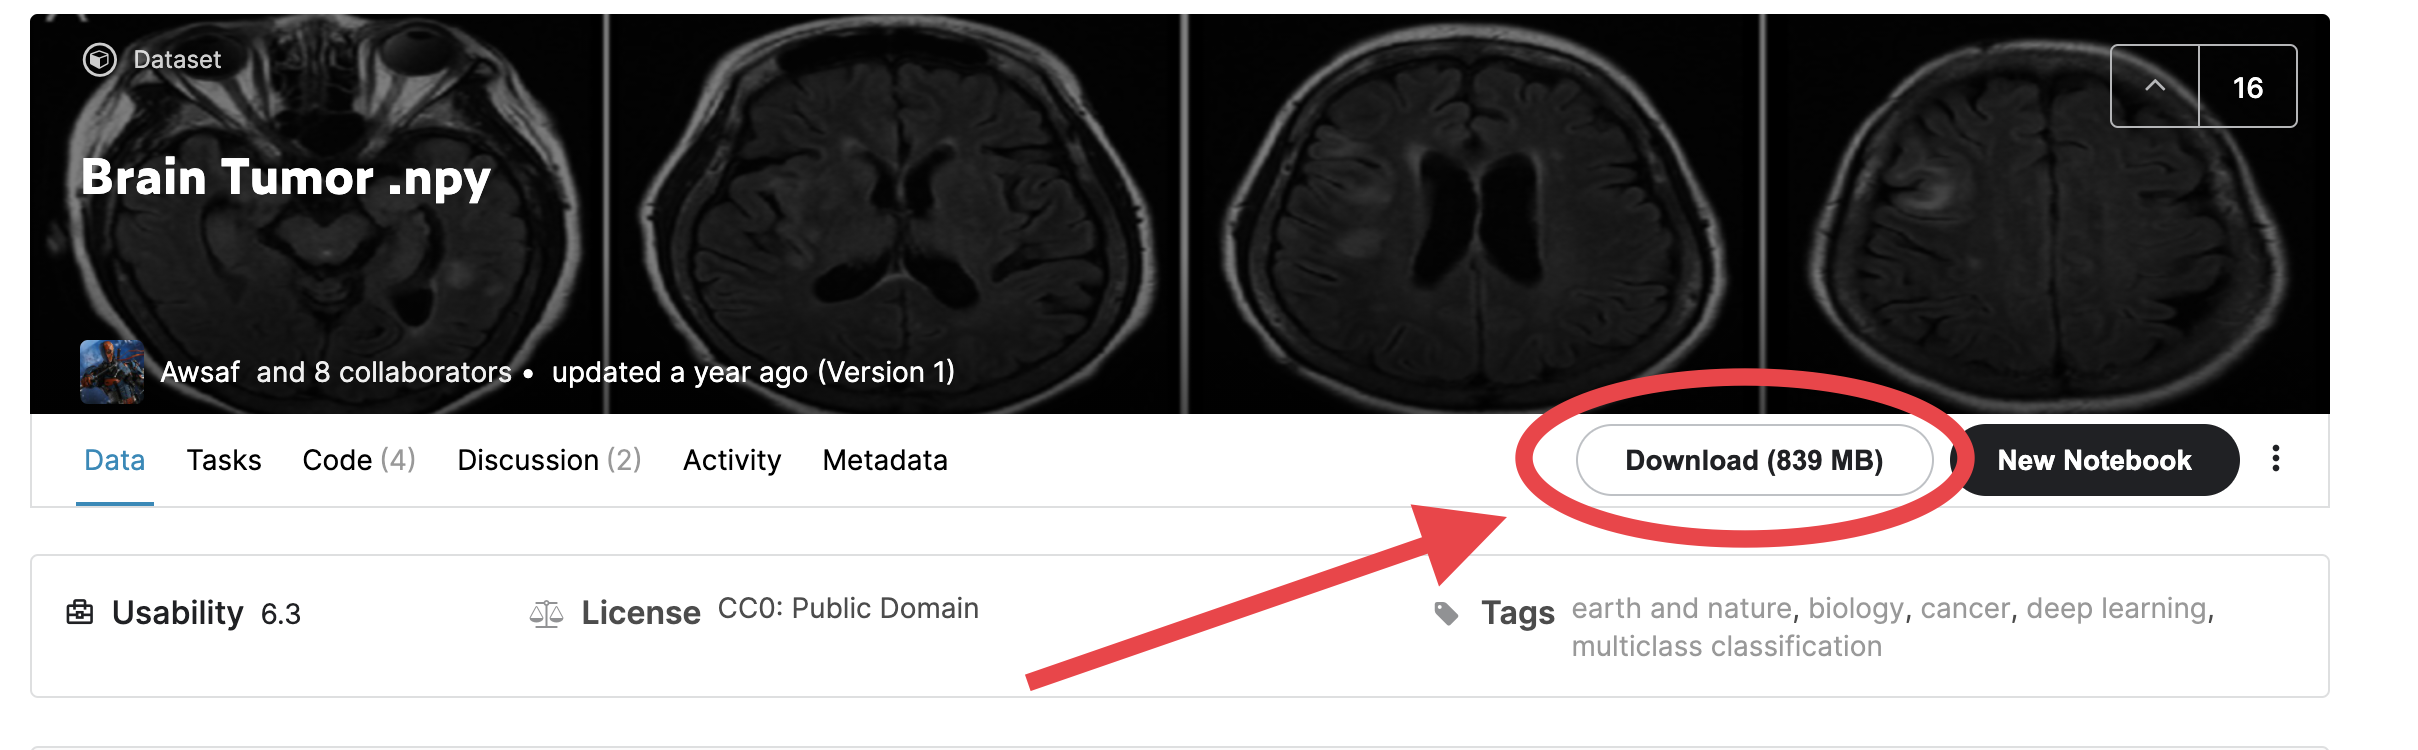 Dataset
16
Brain Tumor .npy
Awsaf and 8 collaborators • updated a year ago (Version 1)
Data Tasks Code (4) Discussion (2) Activity Metadata Download (839 MB) New Notebook
Usability 6.3 License CC0: Public Domain Tags earth and nature, biology, cancer, deep learning,
multiclass classification